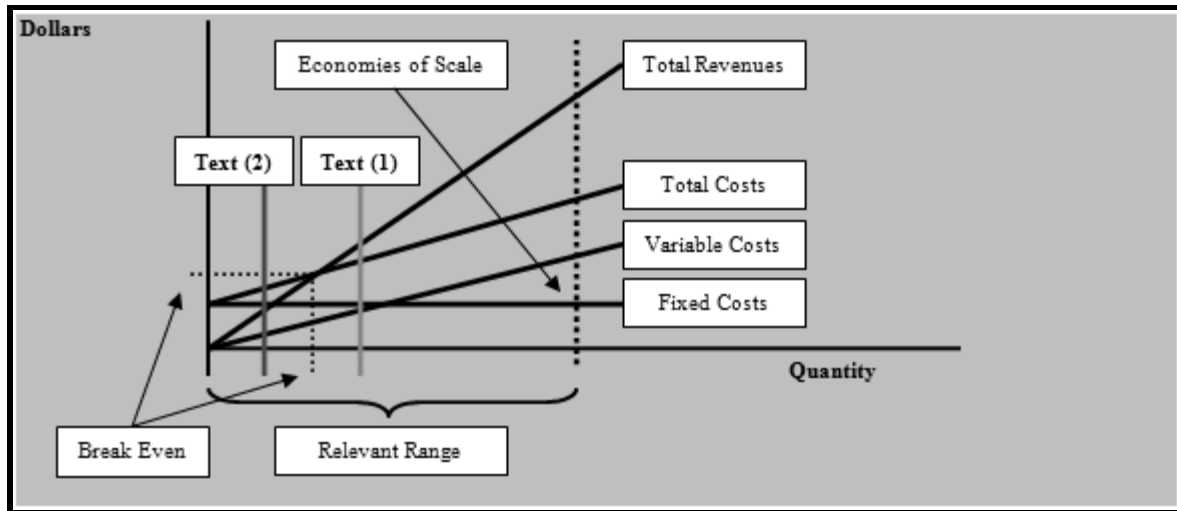 Dollars
Economies of Scale
Total Revenues
Text (2)
Text (1)
Total Costs
Variable Costs
Fixed Costs
Quantity
Break Even
Relevant Range